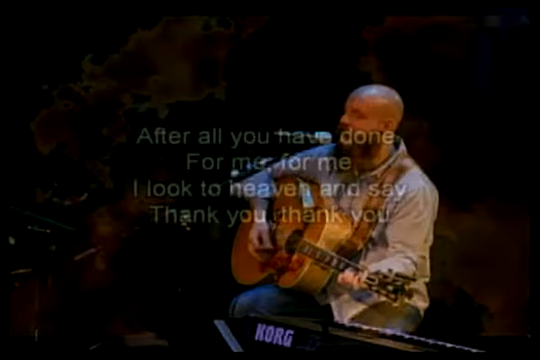 After all you have done,
For me, for me
I look to heaven and say
Thank you, thank you
KORG